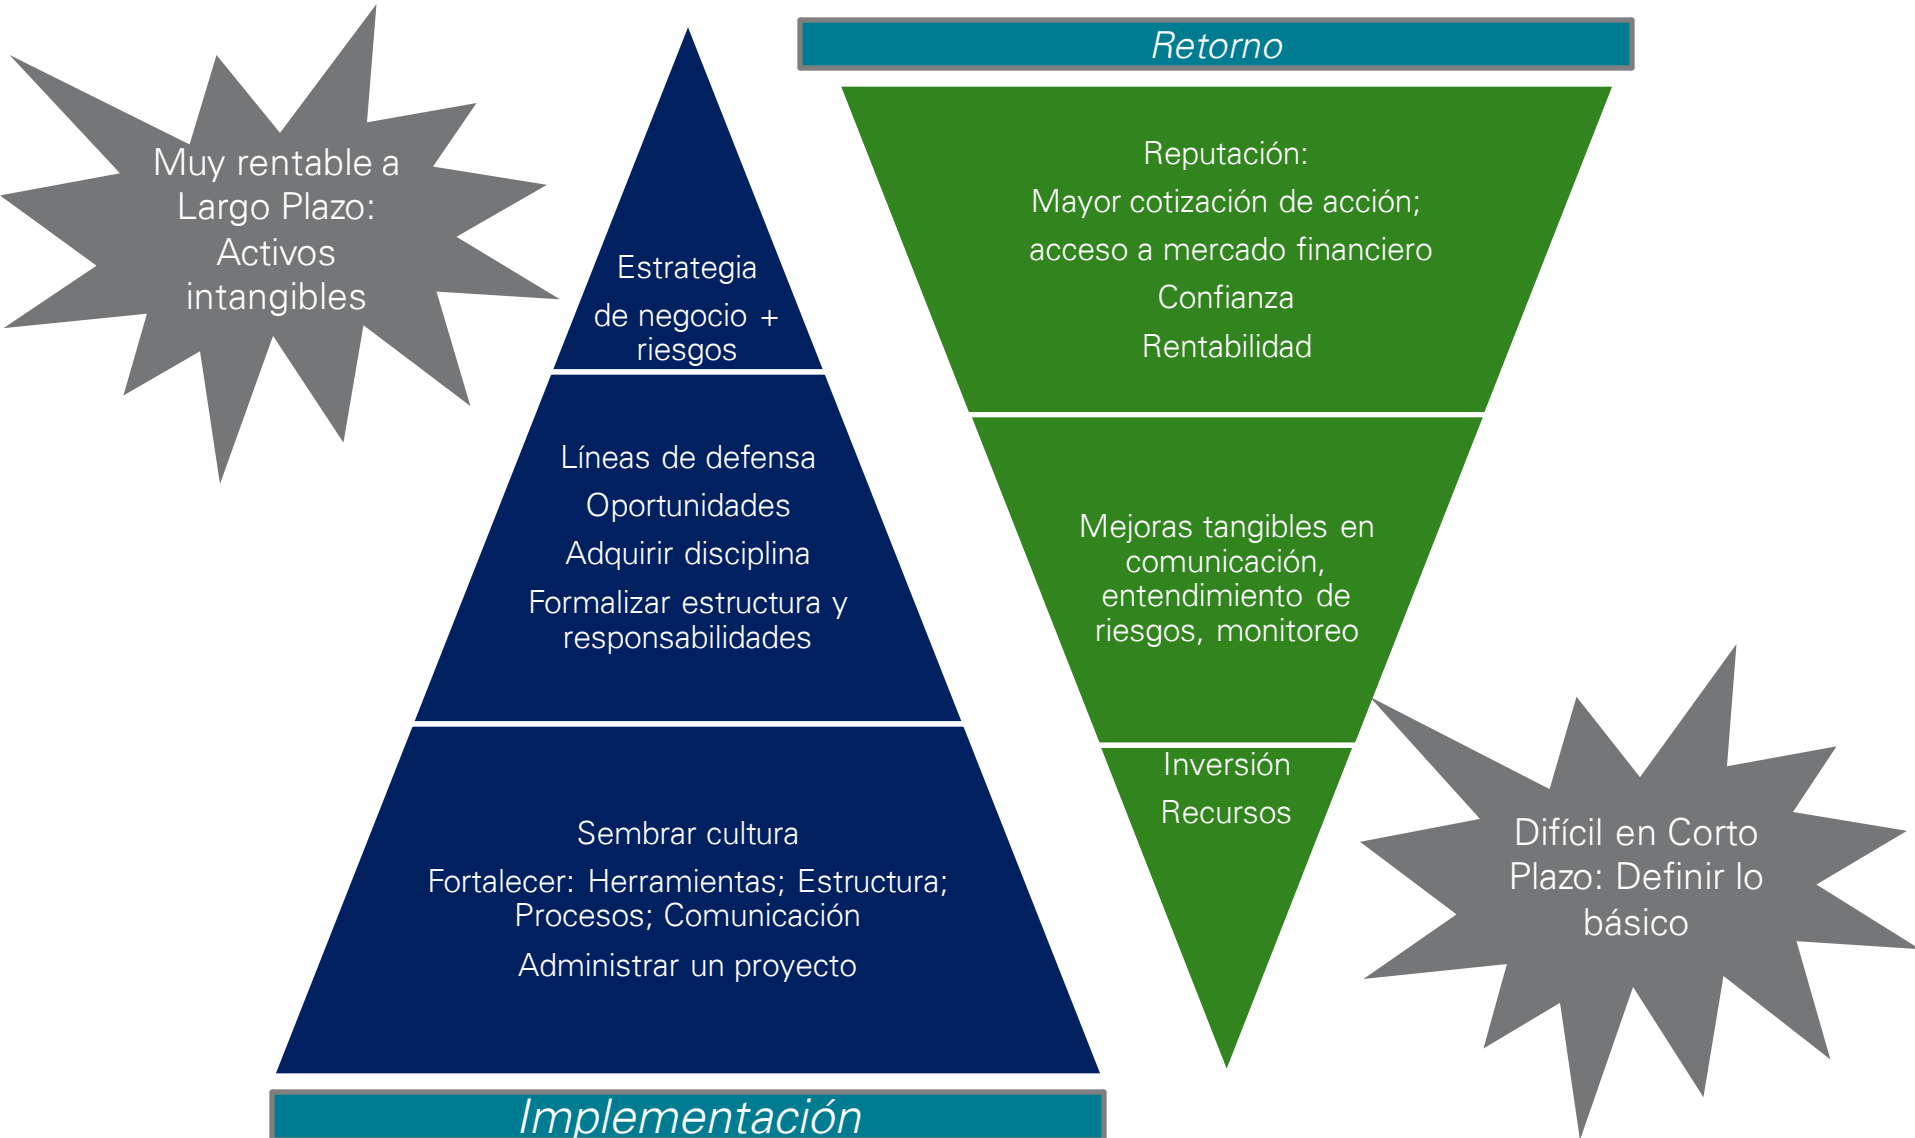 Retorno
Muy rentable a
Largo Plazo:
Activos
intangibles
Estrategia
de negocio +
riesgos
Líneas de defensa
Oportunidades
Adquirir disciplina
Formalizar estructura y
responsabilidades
Sembrar cultura
Fortalecer: Herramientas; Estructura;
Procesos; Comunicación
Administrar un proyecto
Implementación
Reputación:
Mayor cotización de acción;
acceso a mercado financiero
Confianza
Rentabilidad
Mejoras tangibles en
comunicación,
entendimiento de
riesgos, monitoreo
Inversión
Recursos
Difícil en Corto
Plazo: Definir lo
básico